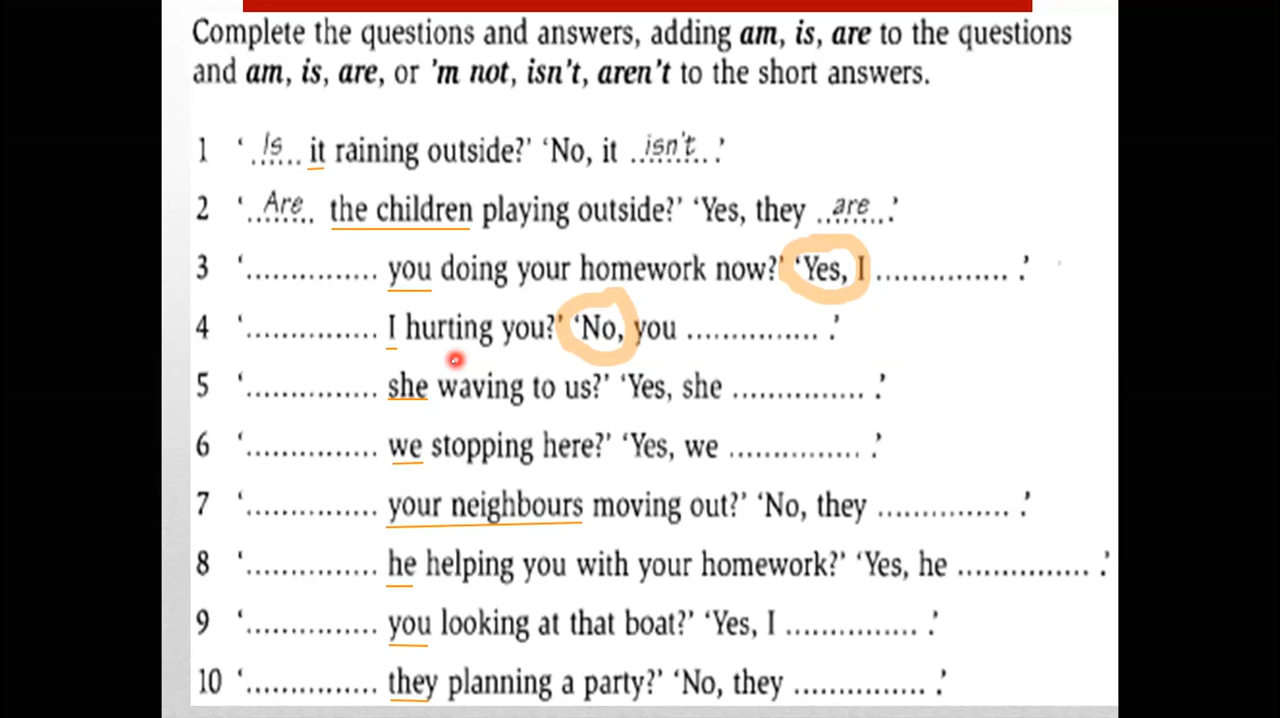 Complete the questions and answers, adding am, is, are to the questions
and am, is, are, or 'm not, isn't, aren't to the short answers.
1 ' ..Is.. it raining outside?' 'No, it ..isn't.. .'
2 ' ..Are.. the children playing outside?' 'Yes, they ..are.. .'
3 ' ............... you doing your homework now?' 'Yes, I ............... .'
4 ' ............... I hurting you?' 'No, you ............... .'
5 ' ............... she waving to us?' 'Yes, she ............... .'
6 ' ............... we stopping here?' 'Yes, we ............... .'
7 ' ............... your neighbours moving out?' 'No, they ............... .'
8 ' ............... he helping you with your homework?' 'Yes, he ............... .'
9 ' ............... you looking at that boat?' 'Yes, I ............... .'
10 ' ............... they planning a party?' 'No, they ............... .'